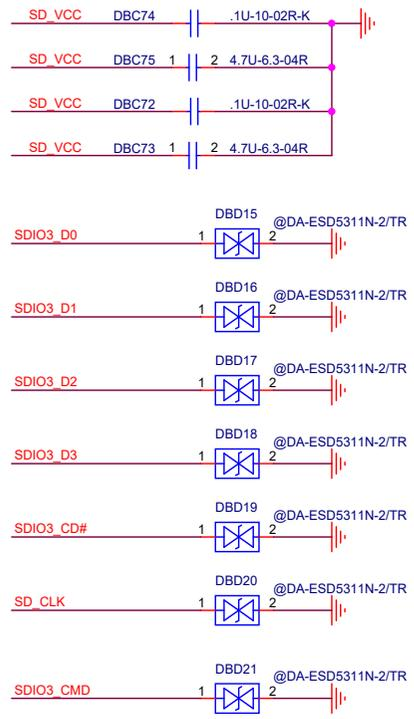 SD_VCC DBC74 .1U-10-02R-K
SD_VCC DBC75 1 2 4.7U-6.3-04R
SD_VCC DBC72 .1U-10-02R-K
SD_VCC DBC73 1 2 4.7U-6.3-04R
DBD15
@DA-ESD5311N-2/TR
SDIO3_D0 1 2
DBD16
@DA-ESD5311N-2/TR
SDIO3_D1 1 2
DBD17
@DA-ESD5311N-2/TR
SDIO3_D2 1 2
DBD18
@DA-ESD5311N-2/TR
SDIO3_D3 1 2
DBD19
@DA-ESD5311N-2/TR
SDIO3_CD# 1 2
DBD20
@DA-ESD5311N-2/TR
SD_CLK 1 2
DBD21
@DA-ESD5311N-2/TR
SDIO3_CMD 1 2